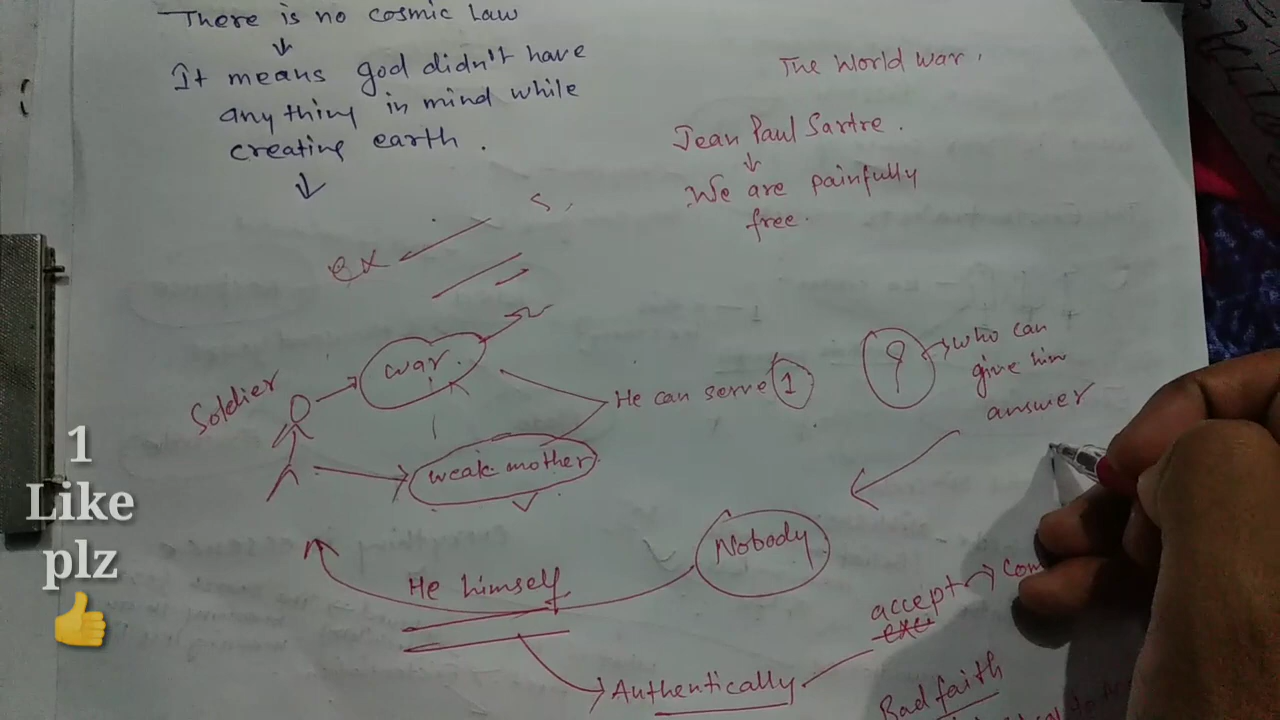 There is no cosmic Law
It means god didn't have
anything in mind while
creating earth.
The World War.
Jean Paul Sartre.
We are painfully
free.
ex
Soldier
war.
weak mother
He can serve 1
?
who can
give him
answer
Nobody
He himself
Authentically
accept
Bad faith
1
Like
plz